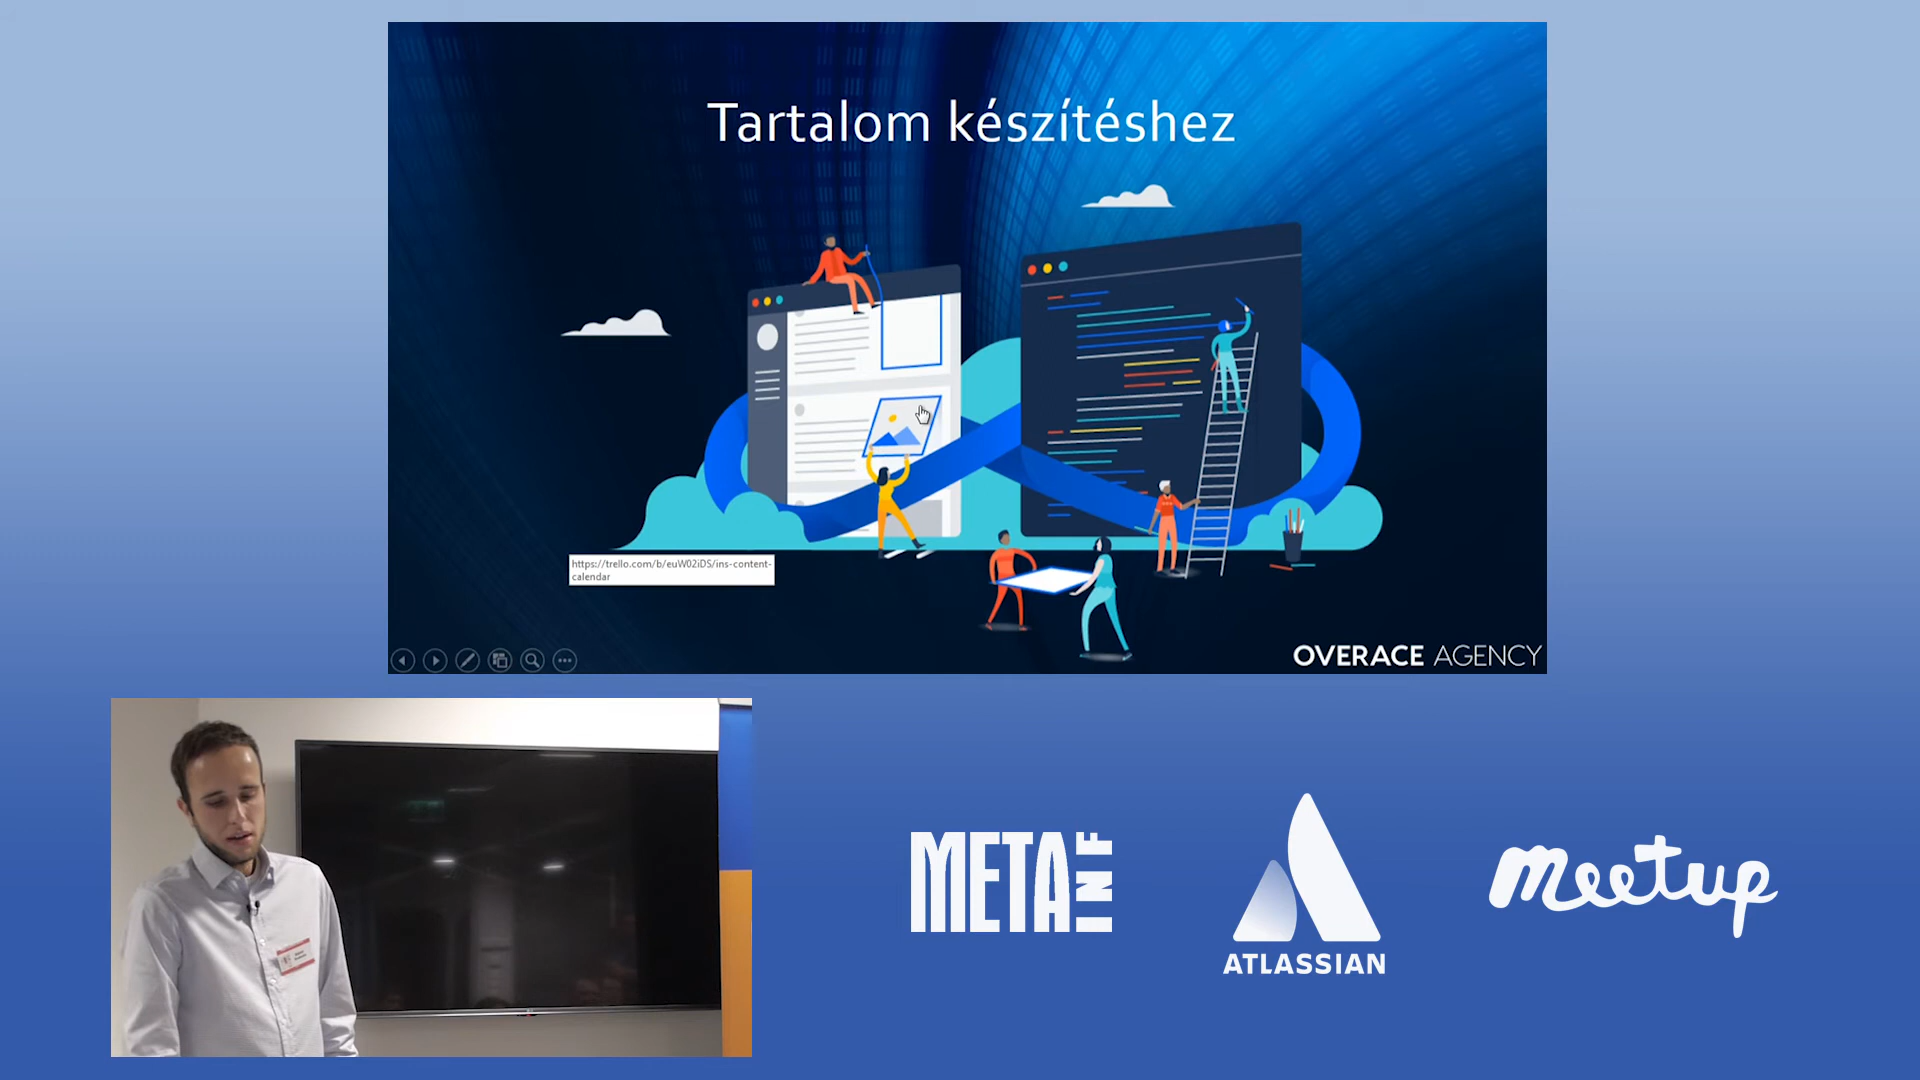 Tartalom készítéshez
https://trello.com/b/euW02iDS/ins-content-
calendar
OVERACE AGENCY
META
INF
ATLASSIAN
meetup